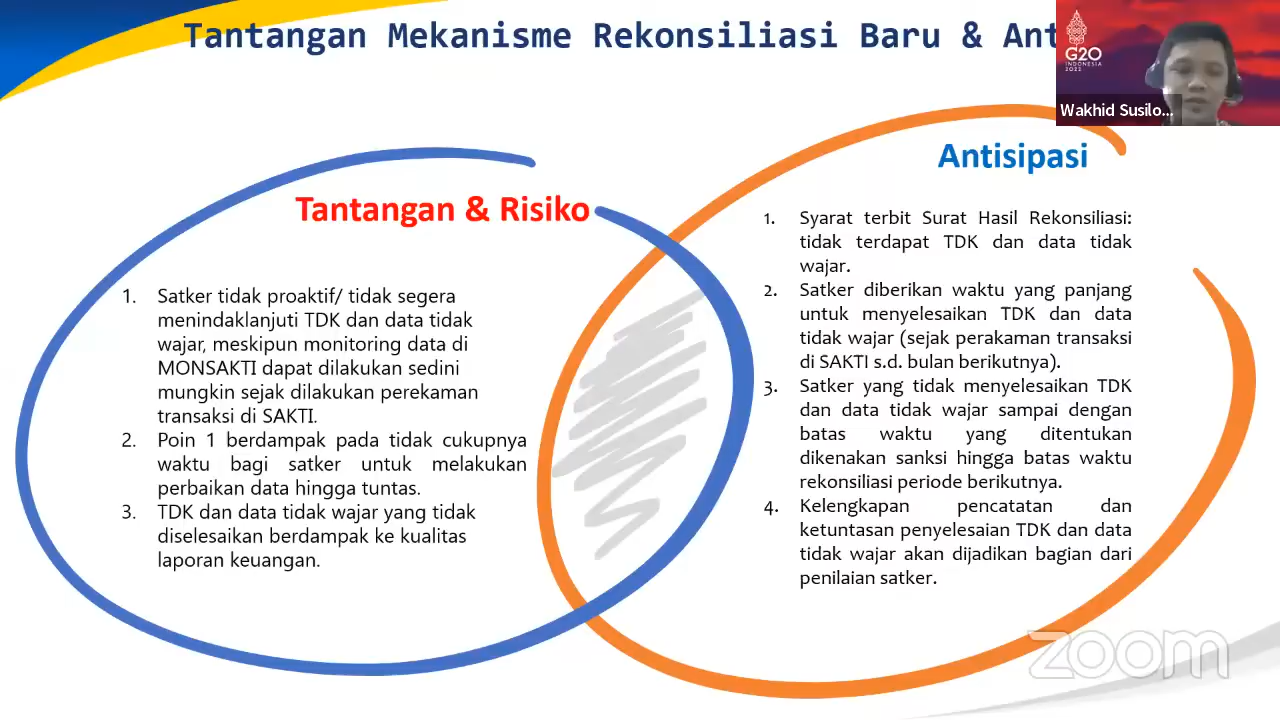 Tantangan Mekanisme Rekonsiliasi Baru & Ant
G20
INDONESIA
2022
Wakhid Susilo...
Tantangan & Risiko
1. Satker tidak proaktif/ tidak segera
menindaklanjuti TDK dan data tidak
wajar, meskipun monitoring data di
MONSAKTI dapat dilakukan sedini
mungkin sejak dilakukan perekaman
transaksi di SAKTI.
2. Poin 1 berdampak pada tidak cukupnya
waktu bagi satker untuk melakukan
perbaikan data hingga tuntas.
3. TDK dan data tidak wajar yang tidak
diselesaikan berdampak ke kualitas
laporan keuangan.
Antisipasi
1. Syarat terbit Surat Hasil Rekonsiliasi:
tidak terdapat TDK dan data tidak
wajar.
2. Satker diberikan waktu yang panjang
untuk menyelesaikan TDK dan data
tidak wajar (sejak perakaman transaksi
di SAKTI s.d. bulan berikutnya).
3. Satker yang tidak menyelesaikan TDK
dan data tidak wajar sampai dengan
batas waktu yang ditentukan
dikenakan sanksi hingga batas waktu
rekonsiliasi periode berikutnya.
4. Kelengkapan pencatatan dan
ketuntasan penyelesaian TDK dan data
tidak wajar akan dijadikan bagian dari
penilaian satker.
zoom